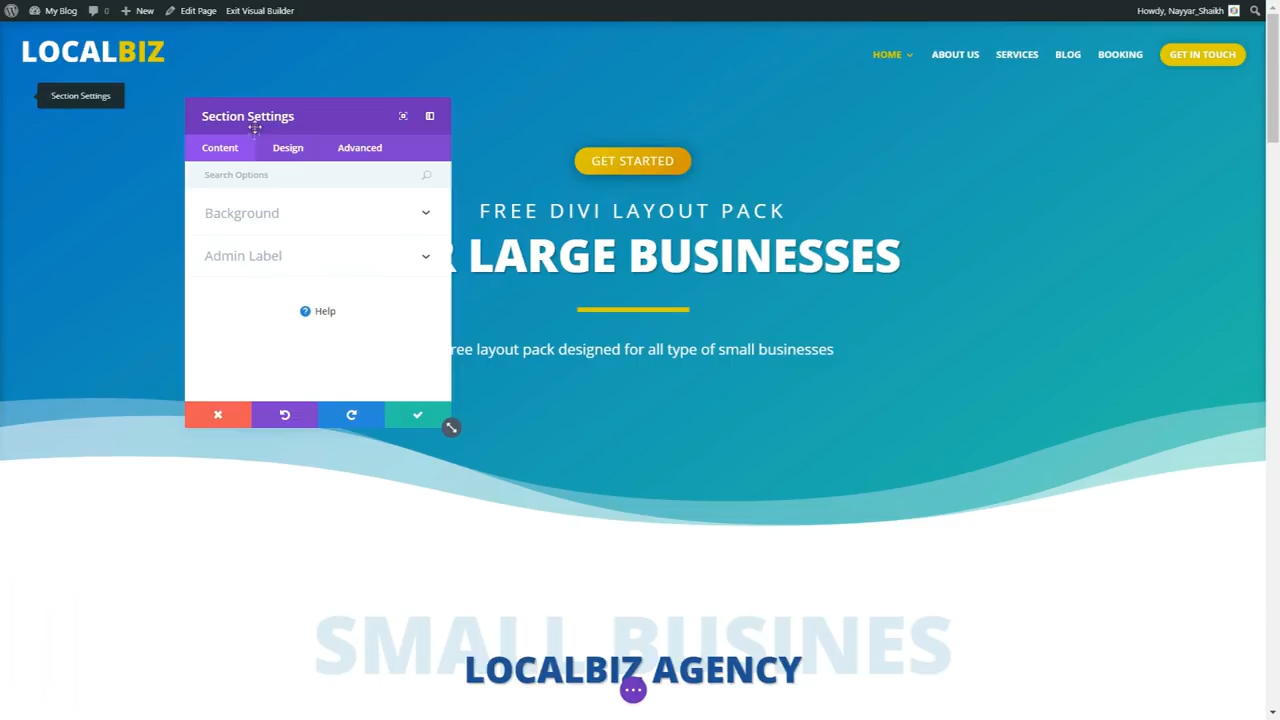 My Blog 0 New Edit Page Exit Visual Builder Howdy, Nayyar_Shaikh
LOCALBIZ
HOME ABOUT US SERVICES BLOG BOOKING GET IN TOUCH
Section Settings
Section Settings
Content Design Advanced
Search Options
Background
Admin Label
? Help
GET STARTED
FREE DIVI LAYOUT PACK
R LARGE BUSINESSES
ree layout pack designed for all type of small businesses
SMALL BUSINES
LOCALBIZ AGENCY